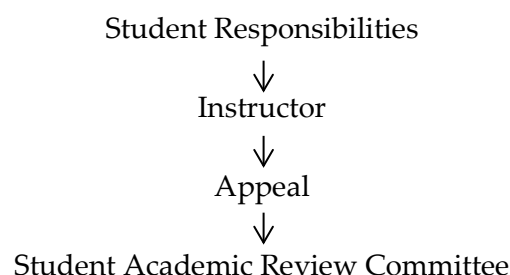 Student Responsibilities
Instructor
Appeal
Student Academic Review Committee